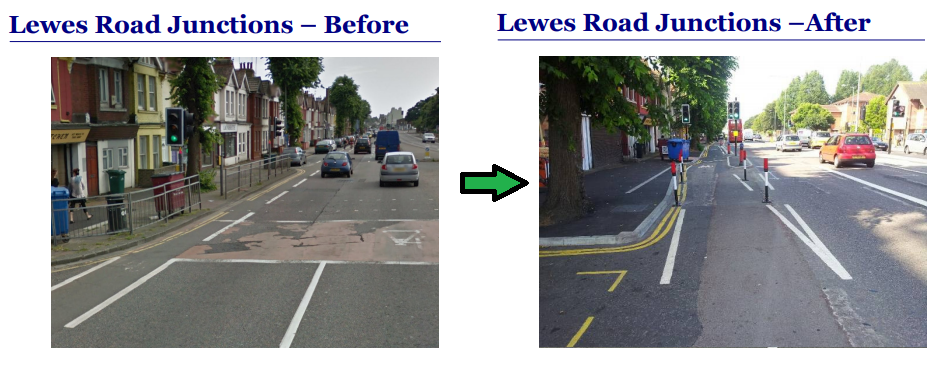 Lewes Road Junctions – Before
Lewes Road Junctions –After